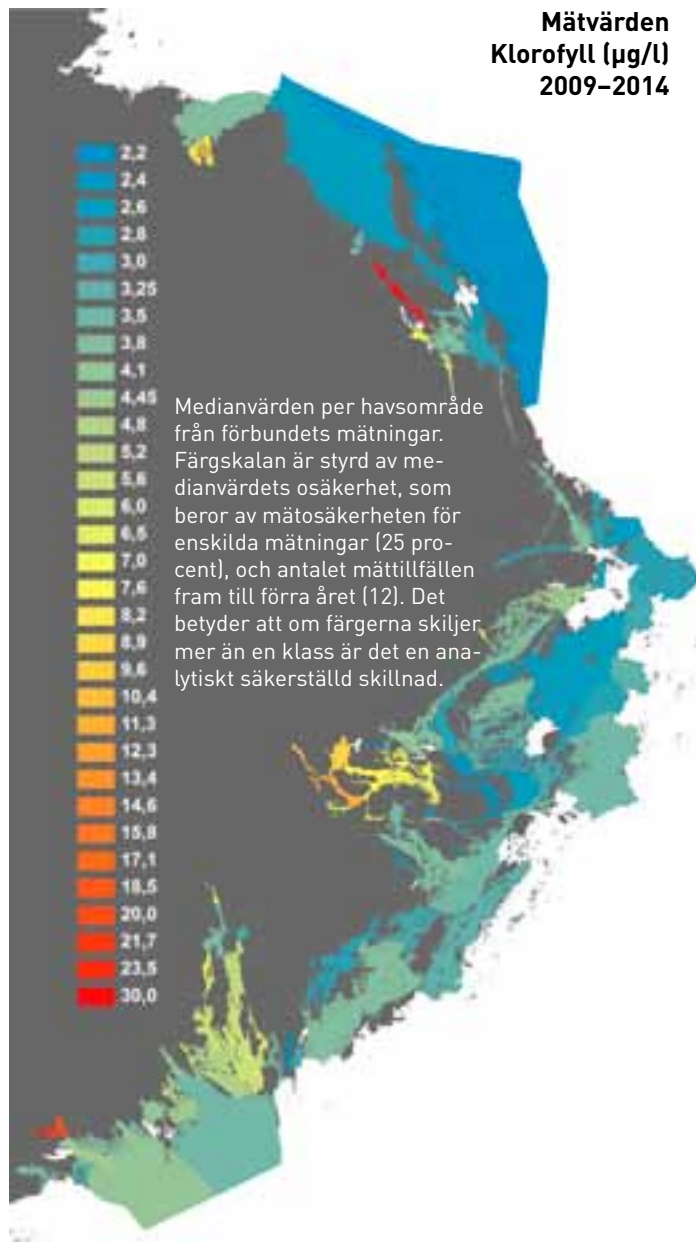 Mätvärden
Klorofyll (µg/l)
2009–2014
2,2
2,4
2,6
2,8
3,0
3,25
3,5
3,8
4,1
4,45
4,8
5,2
5,6
6,0
6,5
7,0
7,6
8,2
8,9
9,6
10,4
11,3
12,3
13,4
14,6
15,8
17,1
18,5
20,0
21,7
23,5
30,0
Medianvärden per havsområde
från förbundets mätningar.
Färgskalan är styrd av me-
dianvärdets osäkerhet, som
beror av mätosäkerheten för
enskilda mätningar (25 pro-
cent), och antalet mättillfällen
fram till förra året (12). Det
betyder att om färgerna skiljer
mer än en klass är det en ana-
lytiskt säkerställd skillnad.